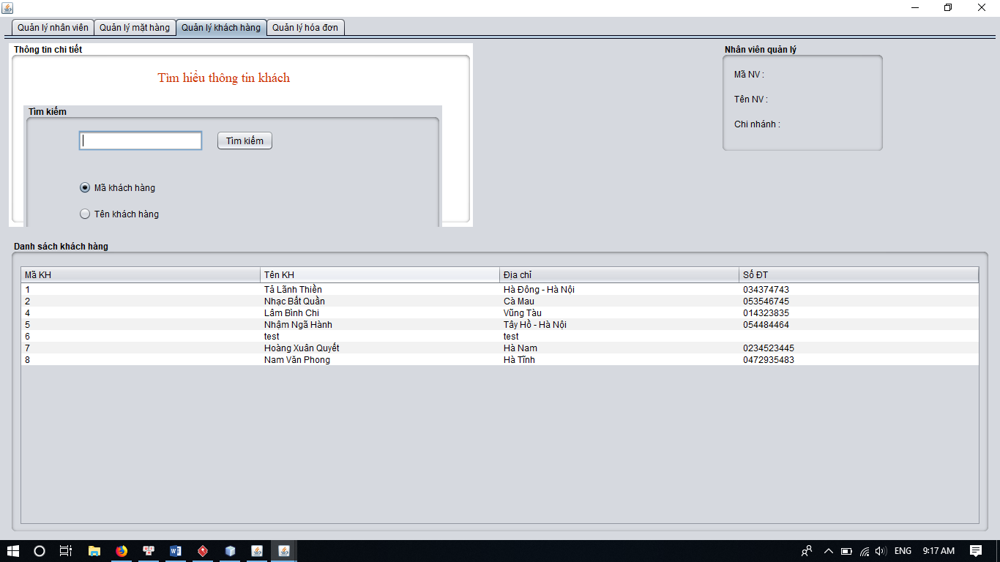 Quản lý nhân viên Quản lý mặt hàng Quản lý khách hàng Quản lý hóa đơn
Thông tin chi tiết
Tìm hiểu thông tin khách
Tìm kiếm
Tìm kiếm
Mã khách hàng
Tên khách hàng
Nhân viên quản lý
Mã NV :
Tên NV :
Chi nhánh :
Danh sách khách hàng
Mã KH Tên KH Địa chỉ Số ĐT
1 Tả Lãnh Thiền Hà Đông - Hà Nội 034374743
2 Nhạc Bất Quần Cà Mau 053546745
4 Lâm Bình Chi Vũng Tàu 014323835
5 Nhậm Ngã Hành Tây Hồ - Hà Nội 054484464
6 test test
7 Hoàng Xuân Quyết Hà Nam 0234523445
8 Nam Văn Phong Hà Tĩnh 0472935483
ENG 9:17 AM